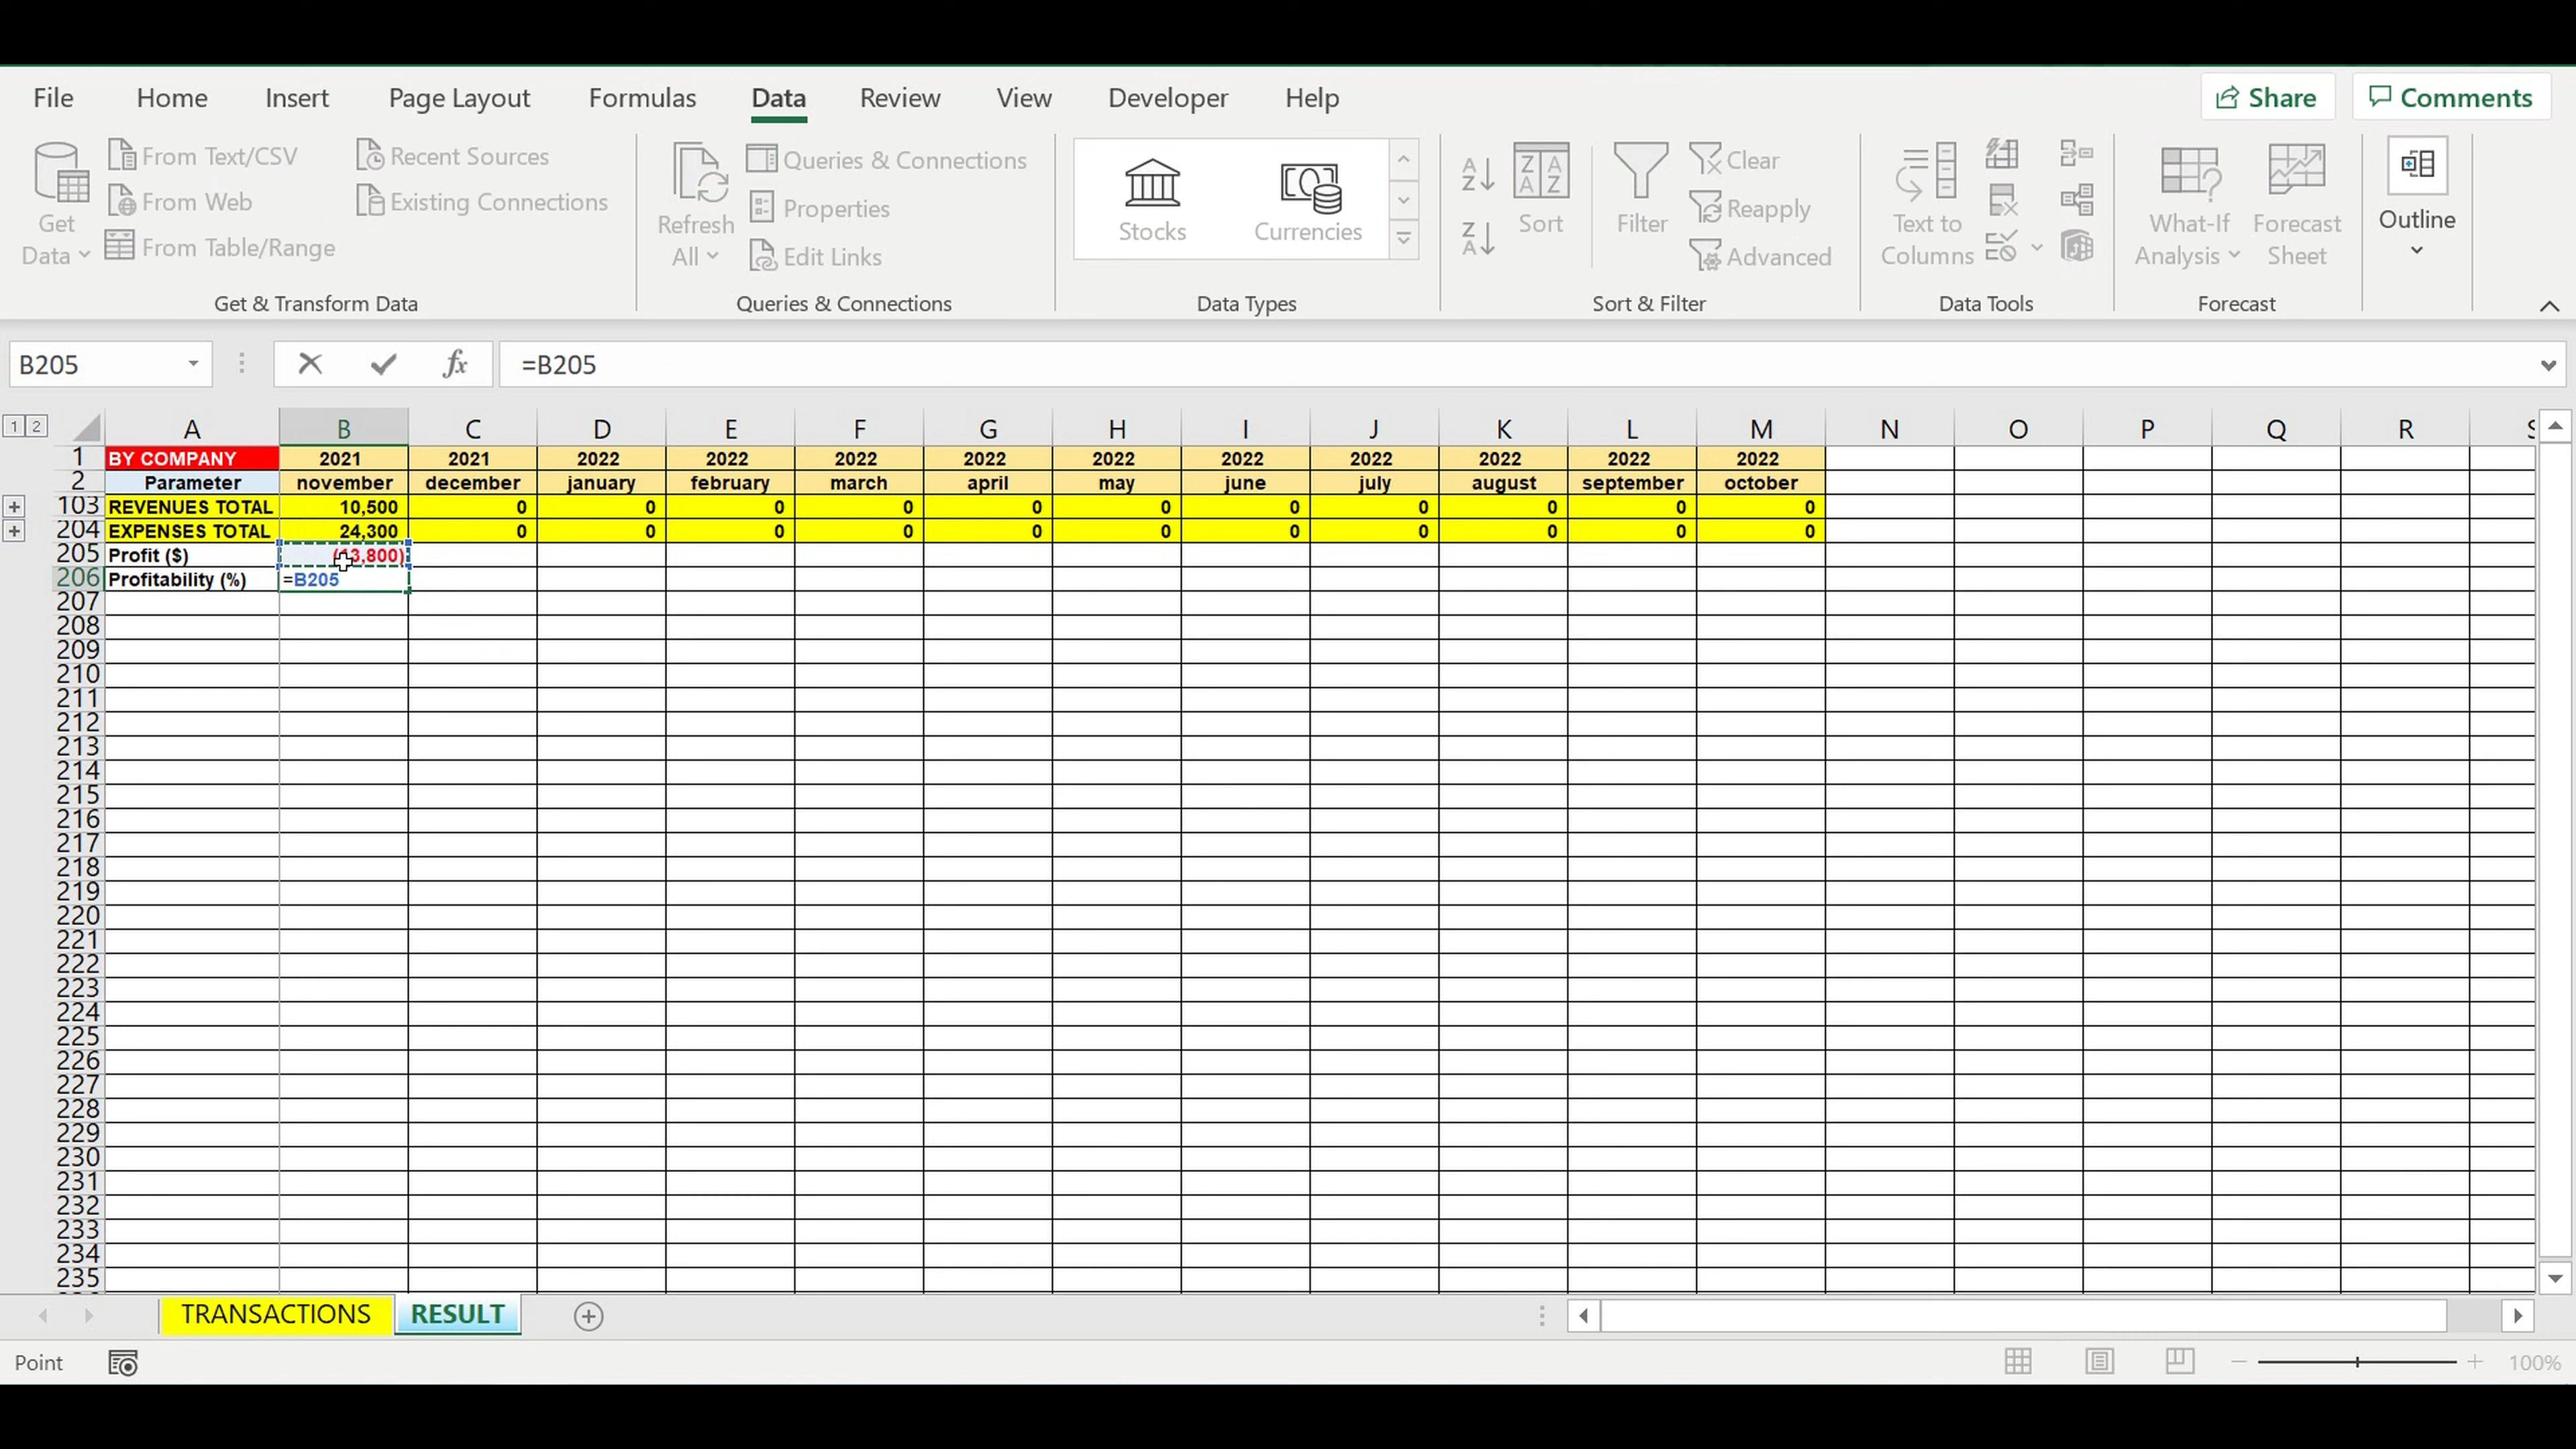 File Home Insert Page Layout Formulas Data Review View Developer Help Share Comments
Get Data
From Text/CSV
From Web
From Table/Range
Recent Sources
Existing Connections
Get & Transform Data
Refresh All
Queries & Connections
Properties
Edit Links
Queries & Connections
Stocks
Currencies
Data Types
Sort
Filter
Clear
Reapply
Advanced
Sort & Filter
Text to Columns
Data Tools
What-If Analysis
Forecast Sheet
Forecast
Outline
B205 fx =B205
1 2 A B C D E F G H I J K L M N O P Q R
1 BY COMPANY 2021 2021 2022 2022 2022 2022 2022 2022 2022 2022 2022 2022
2 Parameter november december january february march april may june july august september october
103 REVENUES TOTAL 10,500 0 0 0 0 0 0 0 0 0 0 0
204 EXPENSES TOTAL 24,300 0 0 0 0 0 0 0 0 0 0 0
205 Profit ($) (13,800)
206 Profitability (%) =B205
207
208
209
210
211
212
213
214
215
216
217
218
219
220
221
222
223
224
225
226
227
228
229
230
231
232
233
234
235
TRANSACTIONS RESULT
Point 100%